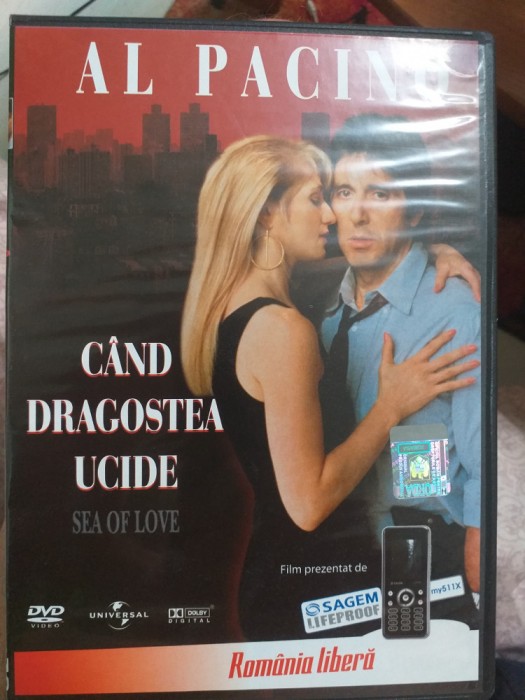 AL PACINO
CÂND
DRAGOSTEA
UCIDE
SEA OF LOVE
Film prezentat de
SAGEM
LIFEPROOF
my511X
DVD
VIDEO
UNIVERSAL
DOLBY
DIGITAL
România liberă